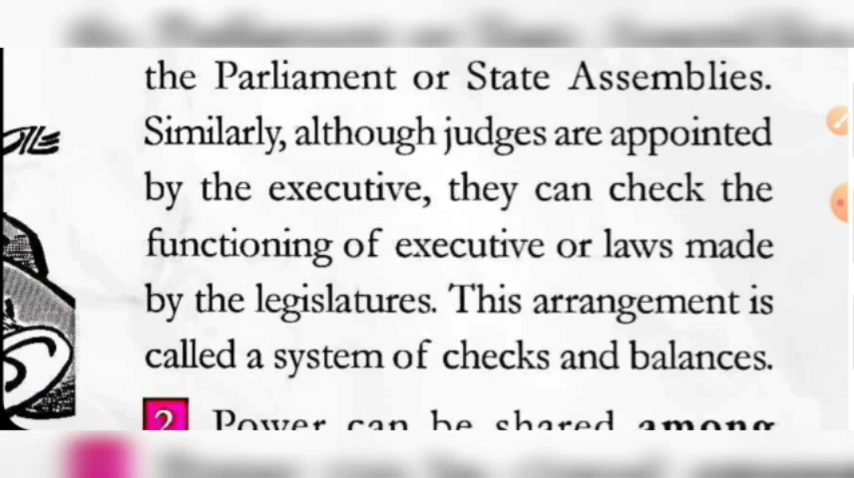 the Parliament or State Assemblies.
Similarly, although judges are appointed
by the executive, they can check the
functioning of executive or laws made
by the legislatures. This arrangement is
called a system of checks and balances.
2 Power can be shared among